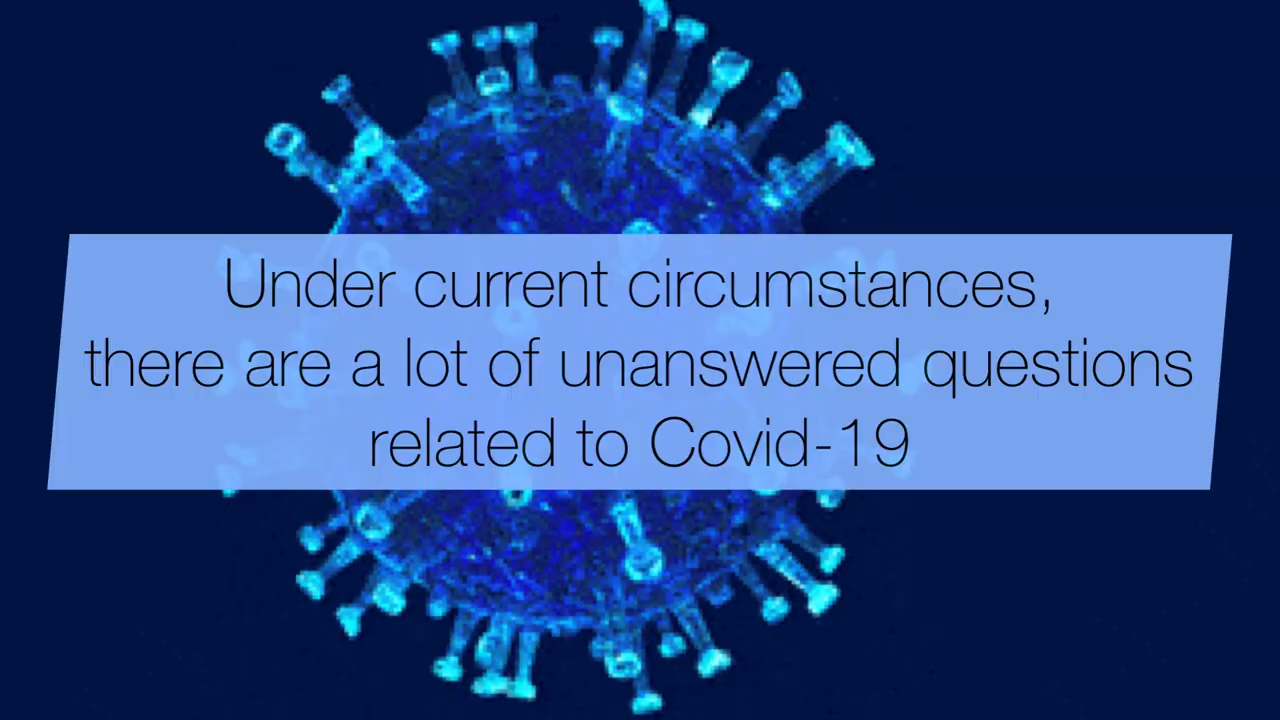 Under current circumstances,
there are a lot of unanswered questions
related to Covid-19